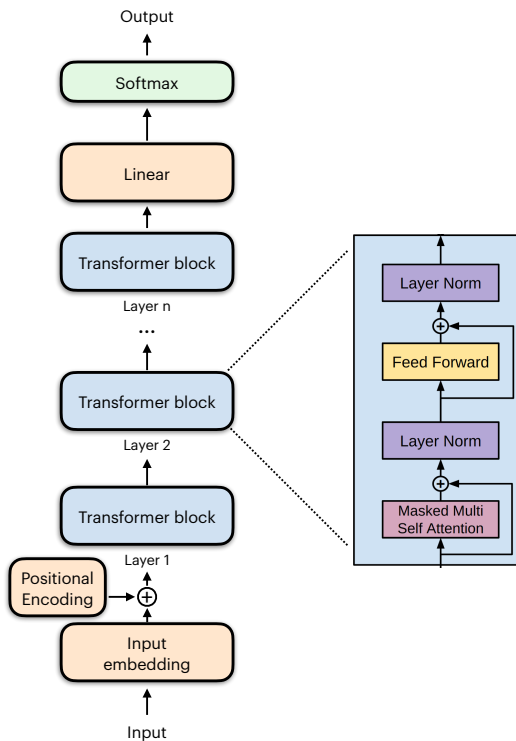 Output
Softmax
Linear
Transformer block
Layer n
...
Transformer block
Layer 2
Transformer block
Layer 1
Positional
Encoding
+
Input
embedding
Input
Layer Norm
+
Feed Forward
Layer Norm
+
Masked Multi
Self Attention